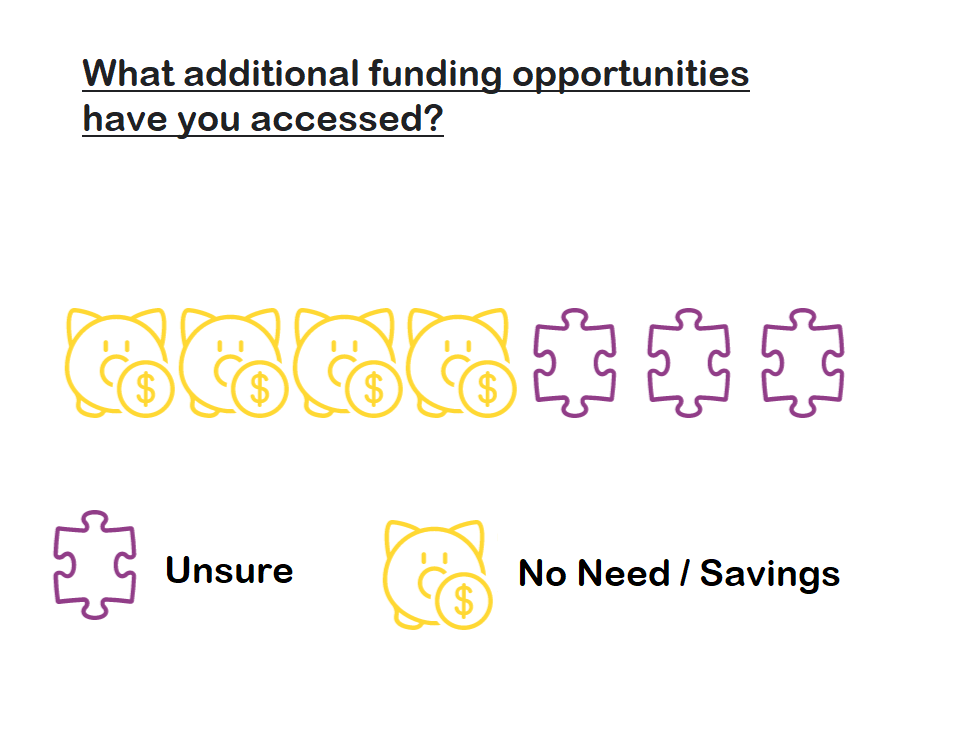 What additional funding opportunities
have you accessed?
$ $ $ $
Unsure
$
No Need / Savings